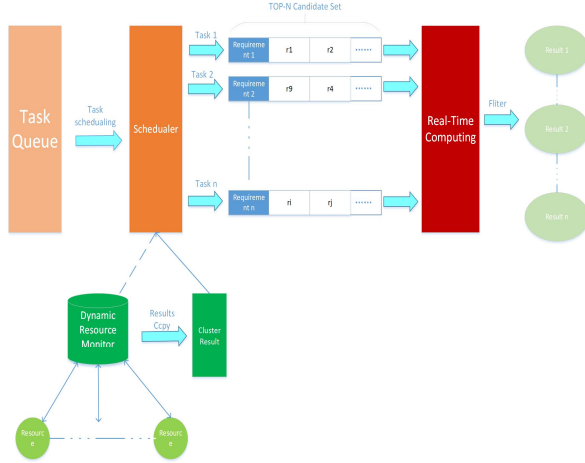 TOP-N Candidate Set
Task 1
Requireme
nt 1
r1
r2
......
Result 1
Task 2
Requireme
nt 2
r9
r4
......
Task
Queue
Task
schedualing
Schedualer
Real-Time
Computing
Fliter
Result 2
Task n
Requireme
nt n
ri
rj
......
Result n
Dynamic
Resource
Monitor
Results
Ccpy
Cluster
Result
Resourc
e
Resourc
e